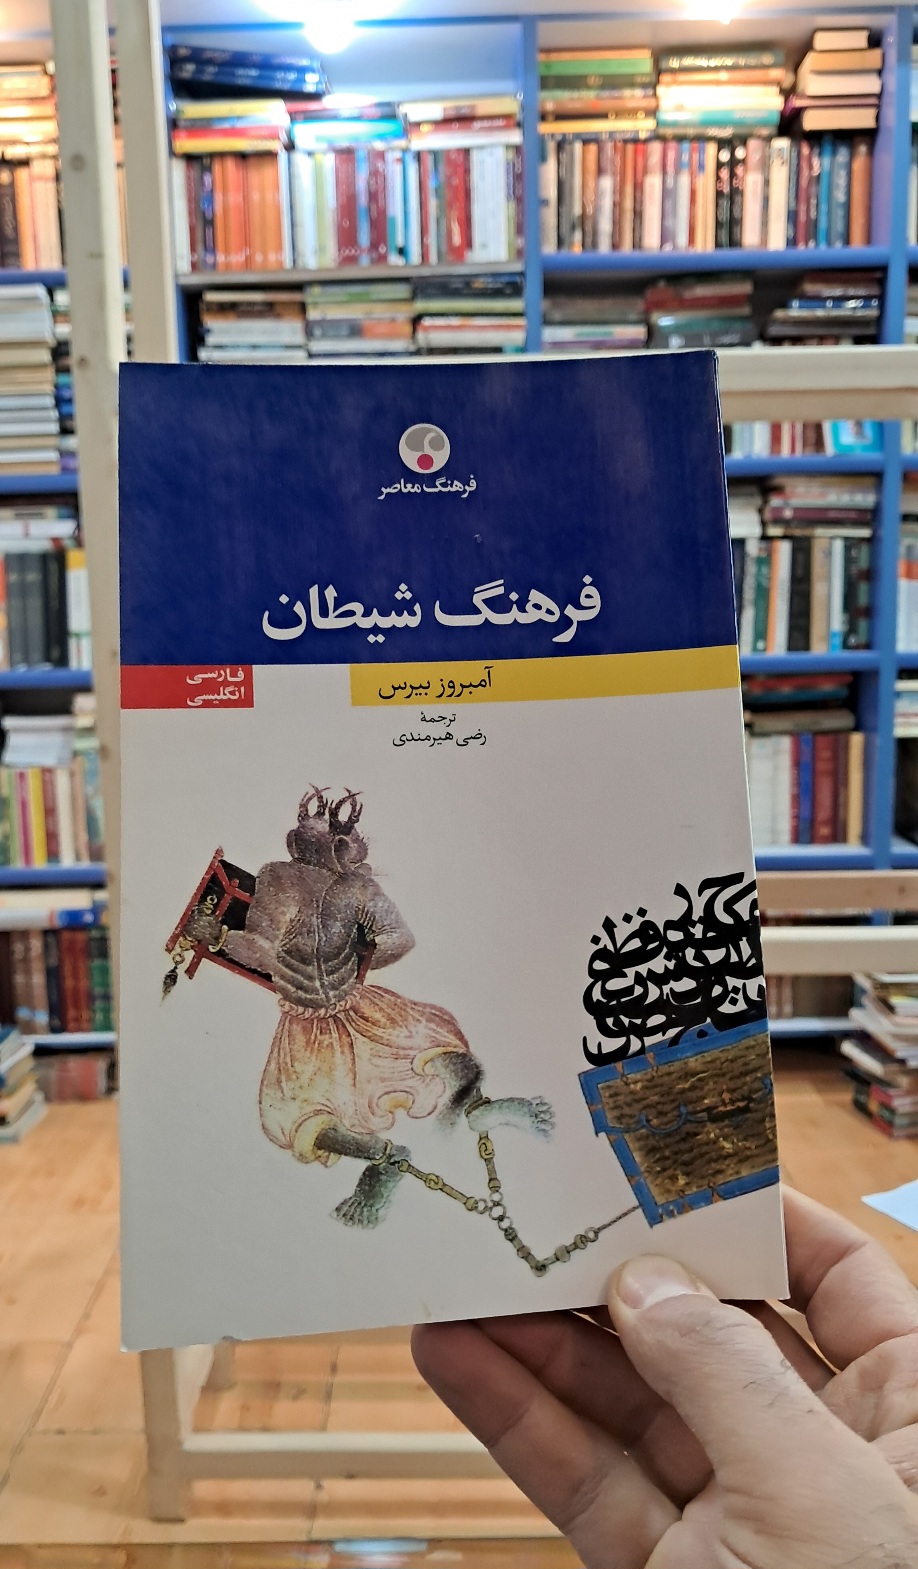 فرهنگ معاصر
فرهنگ شیطان
آمبروز بیرس
فارسی
انگلیسی
ترجمهٔ
رضی هیرمندی